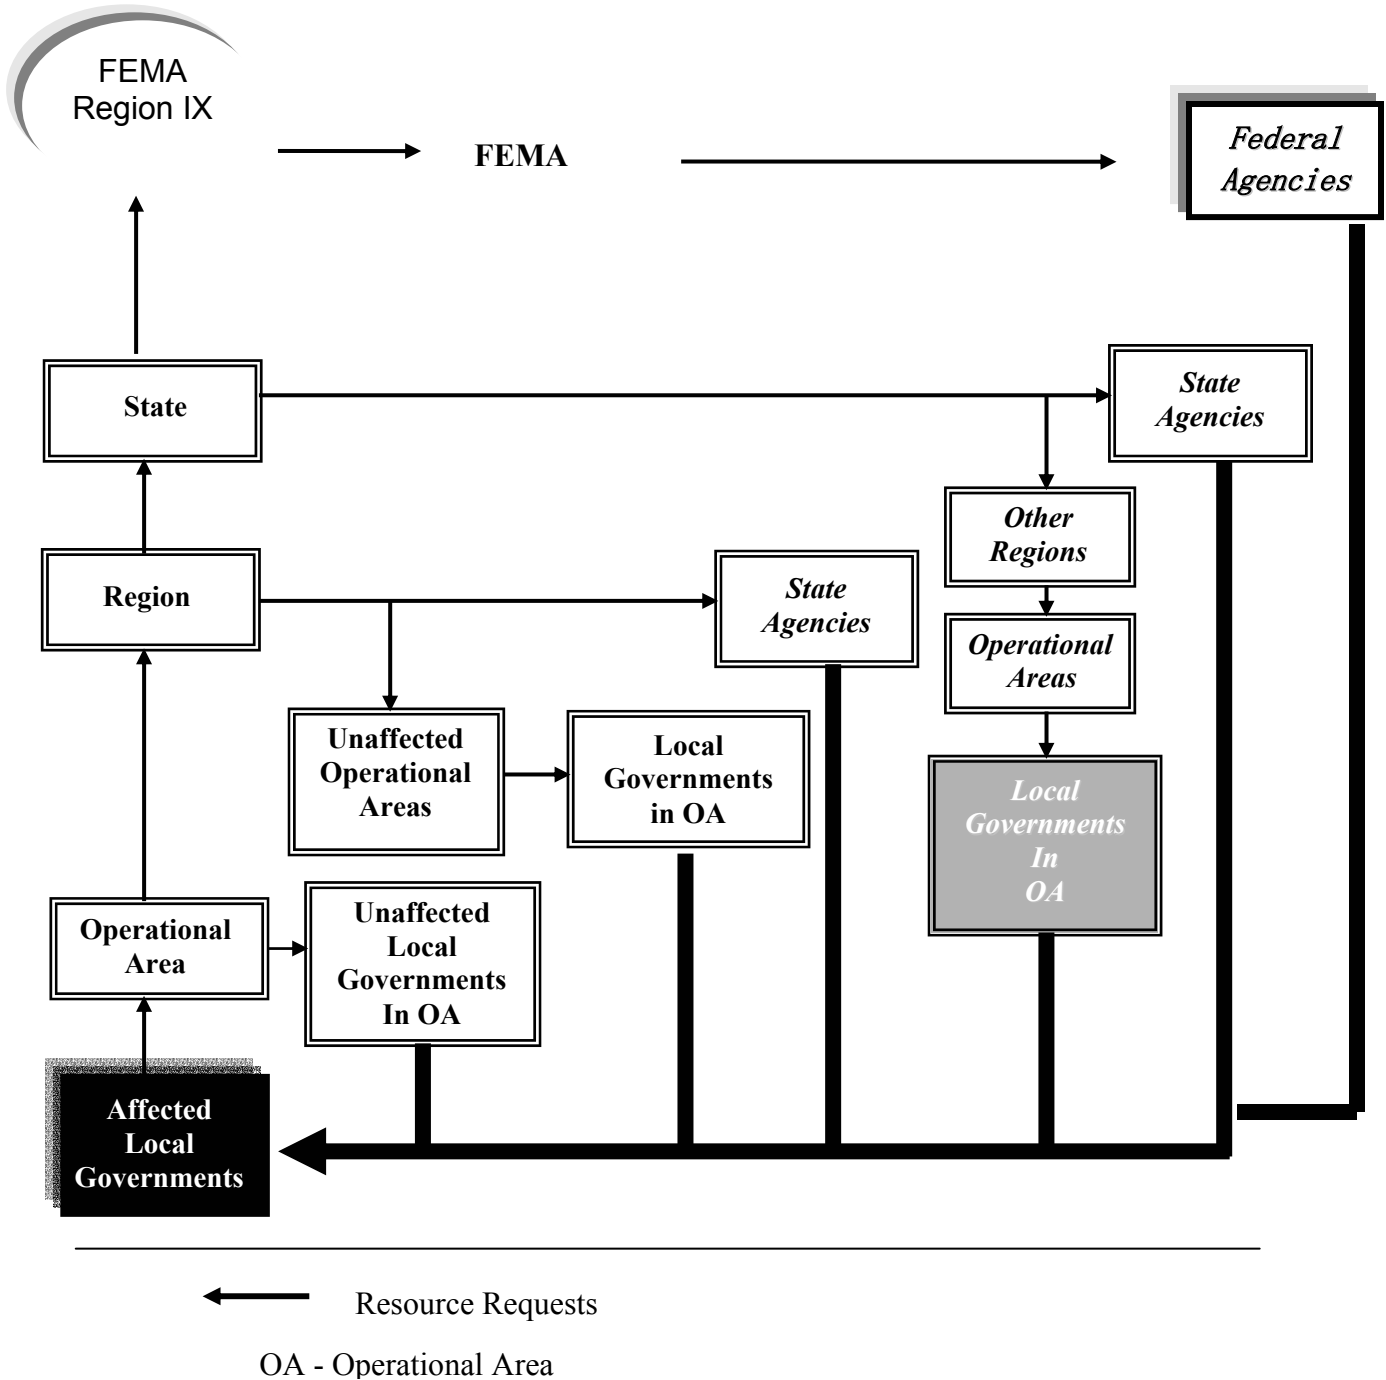 FEMA
Region IX
FEMA
Federal
Agencies
State
State
Agencies
Other
Regions
Region
State
Agencies
Operational
Areas
Unaffected
Operational
Areas
Local
Governments
in OA
Local
Governments
In
OA
Operational
Area
Unaffected
Local
Governments
In OA
Affected
Local
Governments
Resource Requests
OA - Operational Area